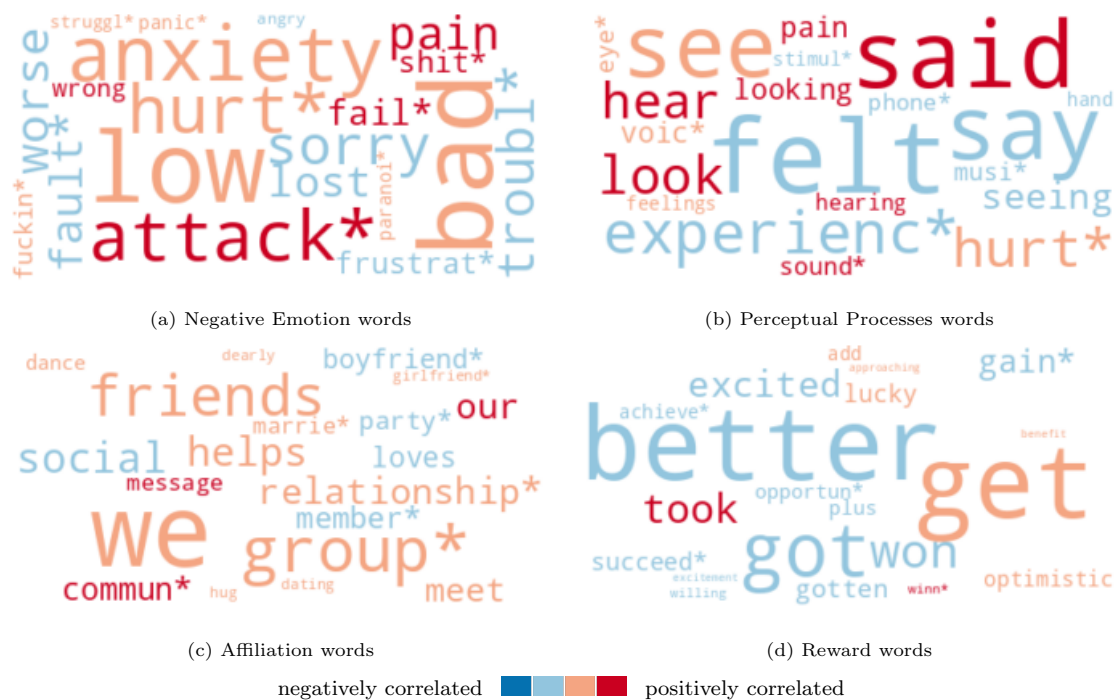 struggl* panic* angry
anxiety pain
shit*
worse wrong hurt* fail* bad troubl*
low sorry
fault* lost paranoi*
fuckin* attack*
frustrat*
(a) Negative Emotion words
eye* see pain said
stimul*
hear looking phone* hand
voic* felt say
look musi* seeing
feelings hearing
experienc* hurt*
sound*
(b) Perceptual Processes words
dance dearly boyfriend*
friends girlfriend*
marrie* party* our
social helps loves
message relationship*
we member*
group*
commun* hug dating meet
(c) Affiliation words
add approaching gain*
excited lucky
achieve*
better benefit
get
took opportun*
plus
got won
succeed* excitement optimistic
willing gotten winn*
(d) Reward words
negatively correlated positively correlated